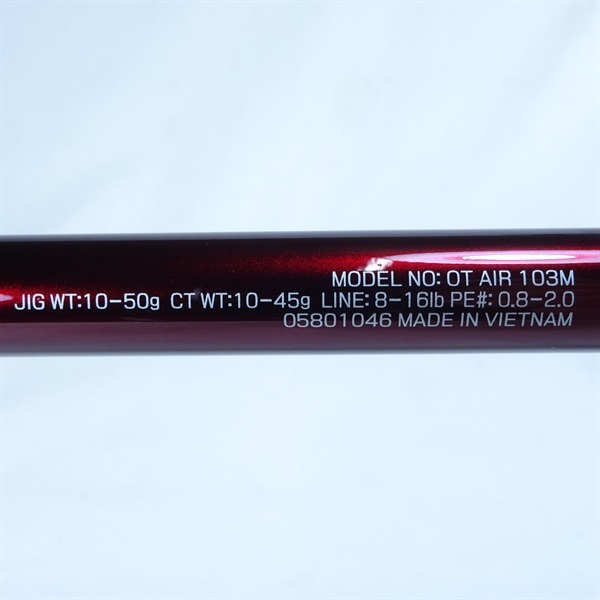 MODEL NO: OT AIR 103M
JIG WT:10-50g CT WT:10-45g LINE: 8-16lb PE#: 0.8-2.0
05801046 MADE IN VIETNAM